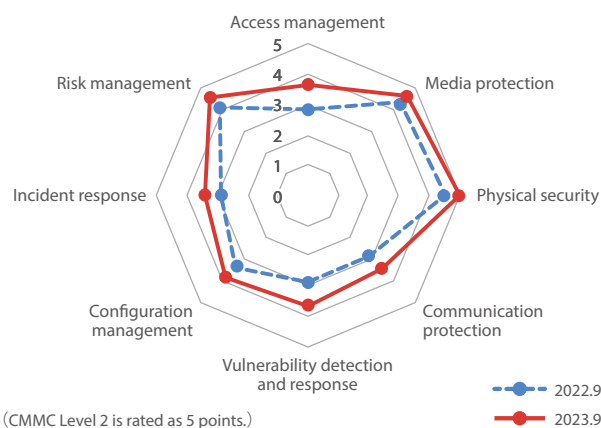 Access management
5
4
3
2
1
0
Risk management
Media protection
Incident response
Physical security
Configuration
management
Communication
protection
Vulnerability detection
and response
2022.9
(CMMC Level 2 is rated as 5 points.)
2023.9